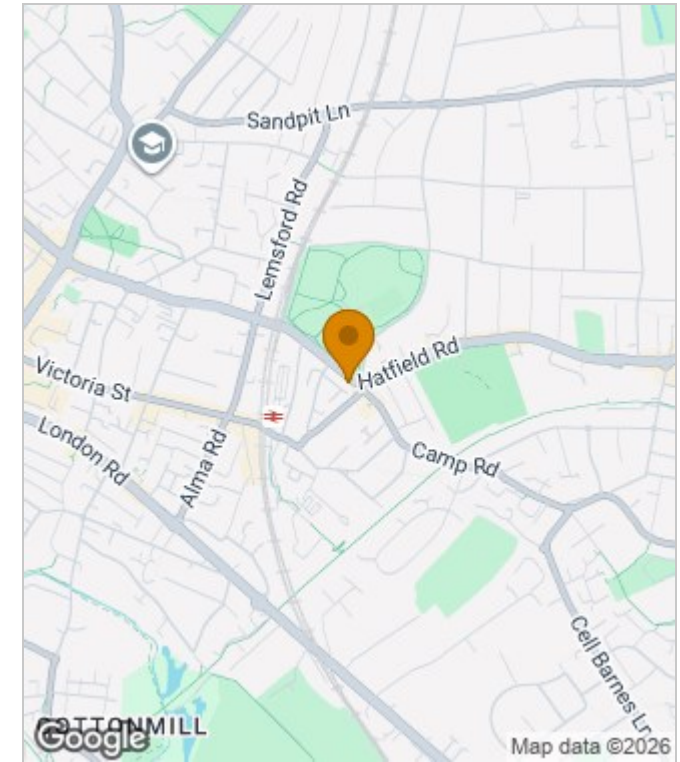 Sandpit Ln
Lemsford Rd
Hatfield Rd
Victoria St
London Rd
Alma Rd
Camp Rd
Cell Barnes Ln
Google
Map data ©2026